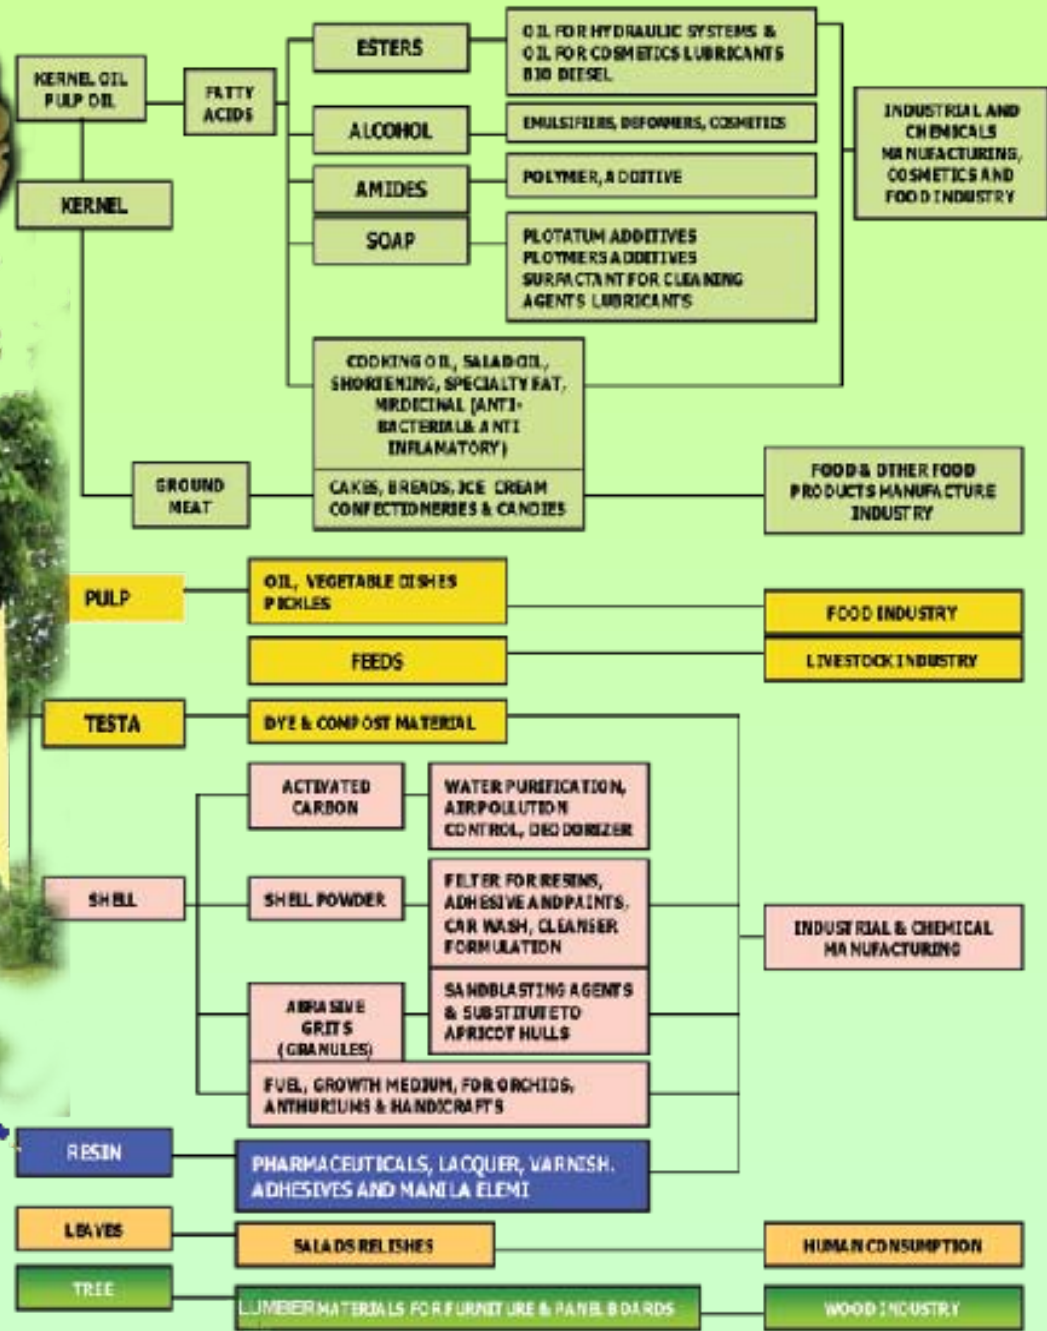 KERNEL OIL
PULP OIL
FATTY
ACIDS
ESTERS
OIL FOR HYDRAULIC SYSTEMS &
OIL FOR COSMETICS LUBRICANTS
BIO DIESEL
ALCOHOL
EMULSIFIERS, DEFOAMERS, COSMETICS
AMIDES
POLYMER, ADDITIVE
SOAP
PLOTATUM ADDITIVES
PLOYMERS ADDITIVES
SURFACTANT FOR CLEANING
AGENTS LUBRICANTS
INDUSTRIAL AND
CHEMICALS
MANUFACTURING,
COSMETICS AND
FOOD INDUSTRY
KERNEL
COOKING OIL, SALAD OIL,
SHORTENING, SPECIALTY FAT,
MRDICINAL (ANTI-
BACTERIAL& ANTI
INFLAMATORY)
GROUND
MEAT
CAKES, BREADS, ICE CREAM
CONFECTIONERIES & CANDIES
FOOD & OTHER FOOD
PRODUCTS MANUFACTURE
INDUSTRY
PULP
OIL, VEGETABLE DISHES
PICKLES
FOOD INDUSTRY
FEEDS
LIVESTOCK INDUSTRY
TESTA
DYE & COMPOST MATERIAL
SHELL
ACTIVATED
CARBON
WATER PURIFICATION,
AIRPOLLUTION
CONTROL, DEODORIZER
SHELL POWDER
FILTER FOR RESINS,
ADHESIVE AND PAINTS,
CAR WASH, CLEANSER
FORMULATION
ABRASIVE
GRITS
(GRANULES)
SANDBLASTING AGENTS
& SUBSTITUTE TO
APRICOT HULLS
FUEL, GROWTH MEDIUM, FOR ORCHIDS,
ANTHURIUMS & HANDICRAFTS
INDUSTRIAL & CHEMICAL
MANUFACTURING
RESIN
PHARMACEUTICALS, LACQUER, VARNISH.
ADHESIVES AND MANILA ELEMI
LEAVES
SALADS RELISHES
HUMAN CONSUMPTION
TREE
LUMBER MATERIALS FOR FURNITURE & PANEL BOARDS
WOOD INDUSTRY